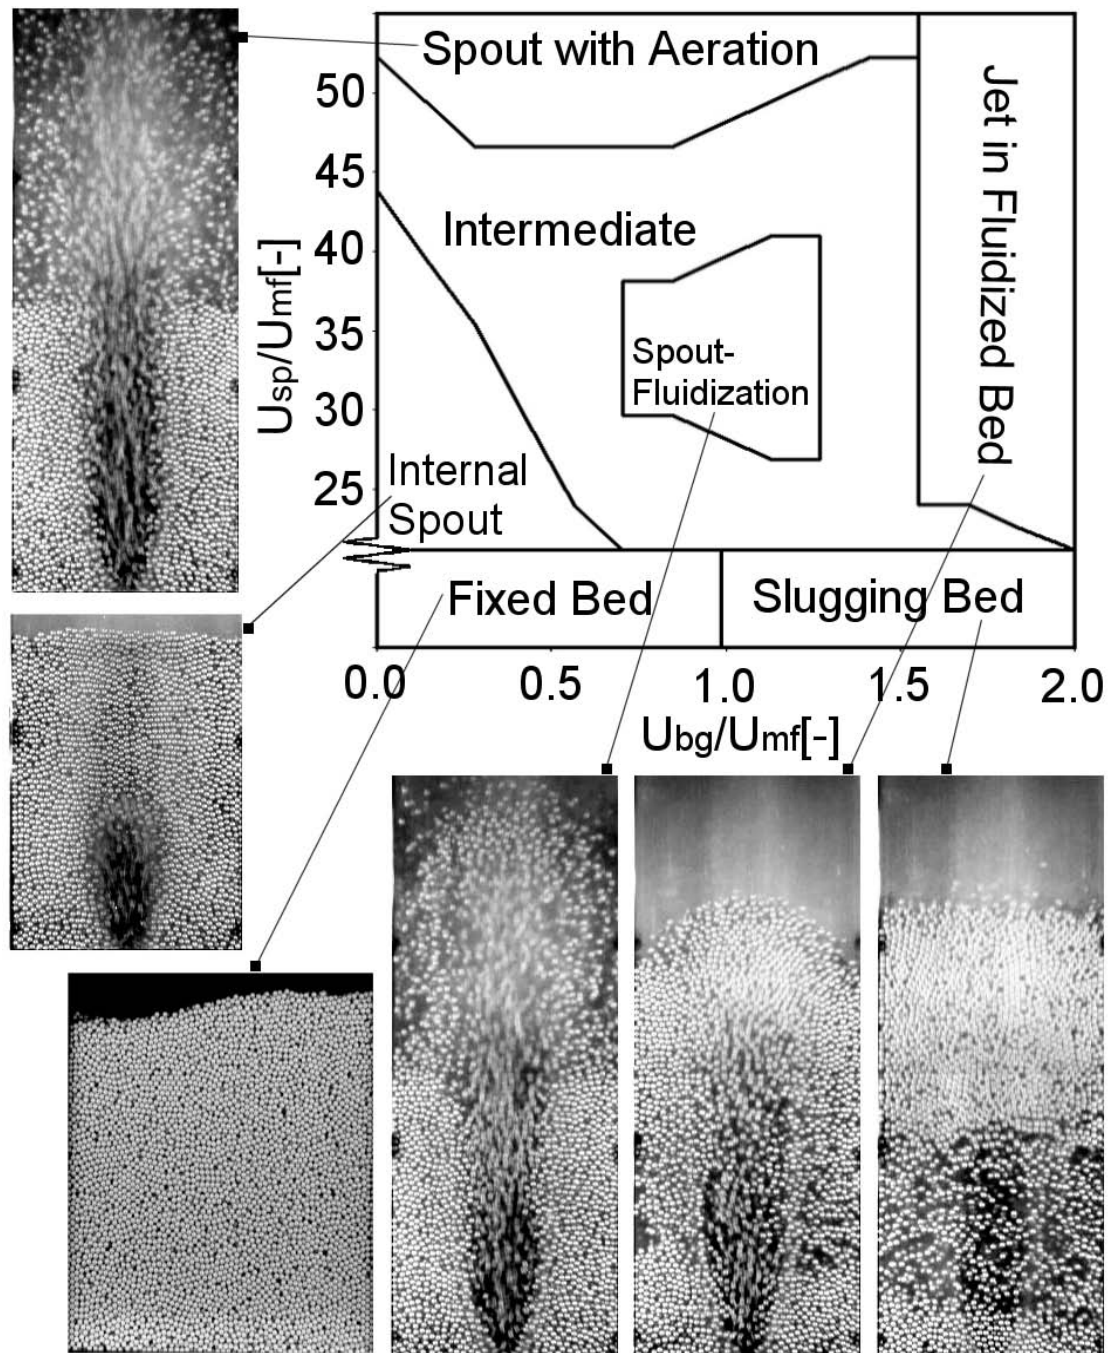 Spout with Aeration
50
45
Intermediate
40
35
Spout-
Fluidization
30
Internal
Spout
25
Usp/Umf[-]
Jet in Fluidized Bed
Fixed Bed
Slugging Bed
0.0
0.5
1.0
1.5
2.0
Ubg/Umf[-]